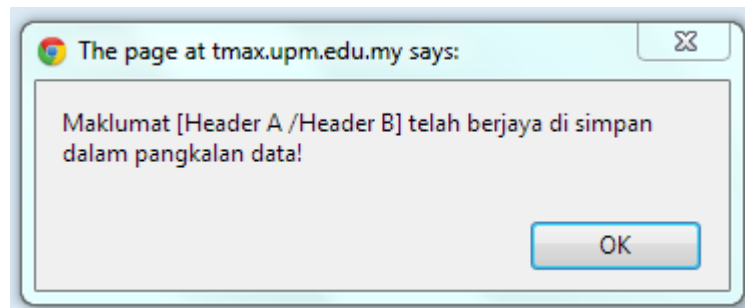 The page at tmax.upm.edu.my says:
Maklumat [Header A /Header B] telah berjaya di simpan
dalam pangkalan data!
OK